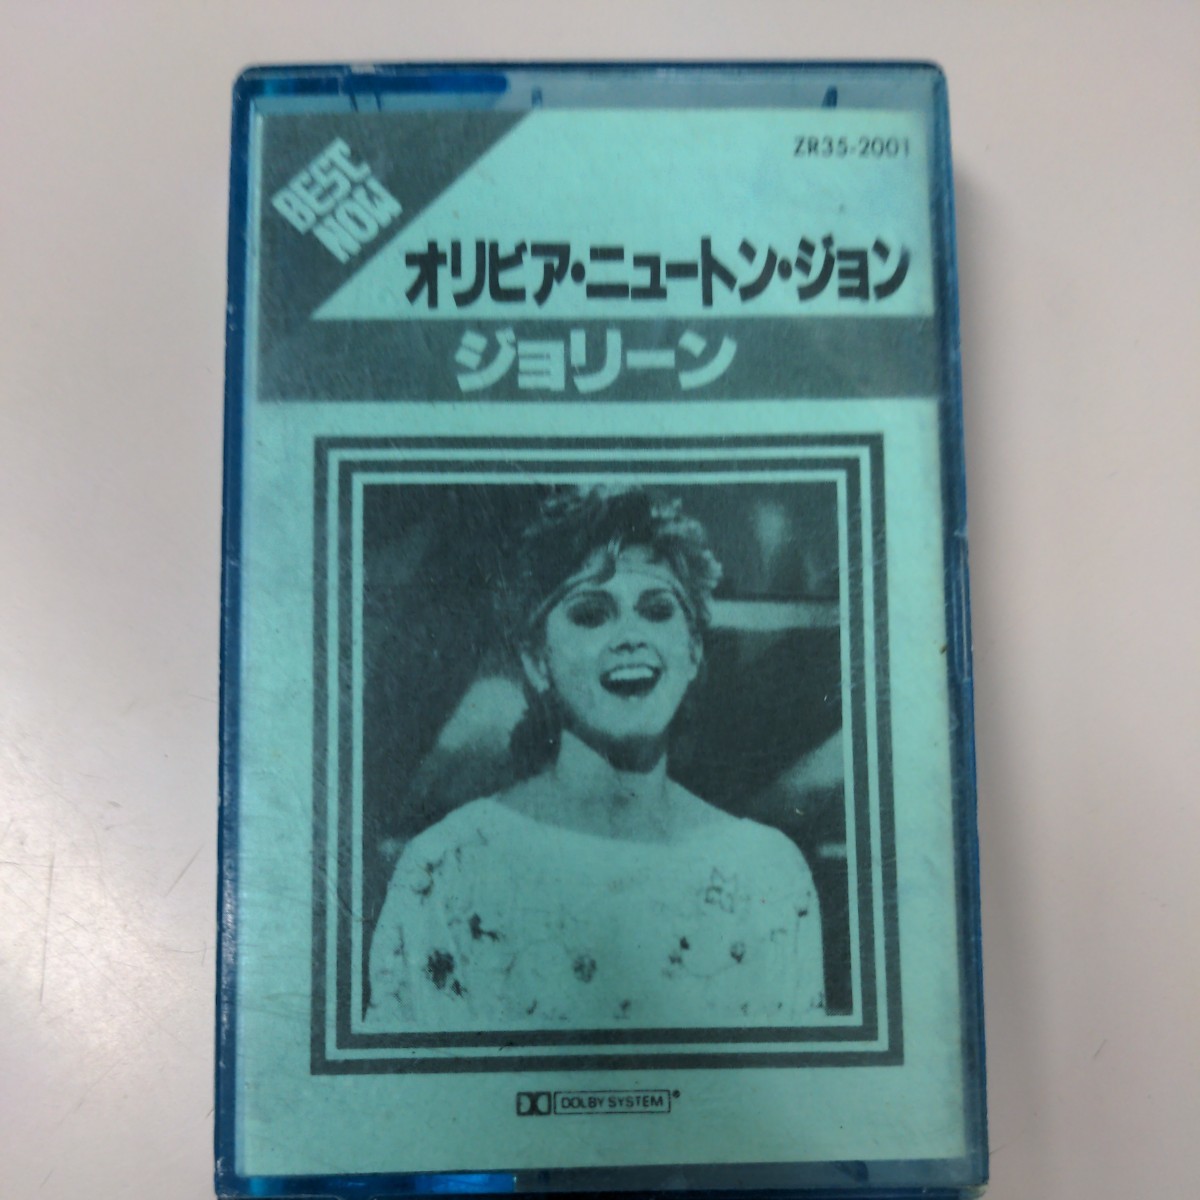 BEST
NOW
ZR35-2001
オリビア・ニュートン・ジョン
ジョリーン
DOLBY SYSTEM